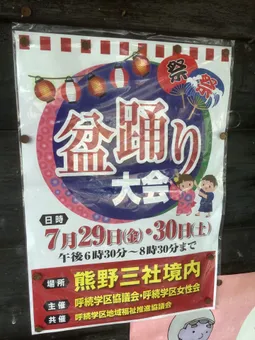 祭 祭
盆踊り
大会
日時
7月29日(金)・30日(土)
午後6時30分〜8時30分まで
場所 熊野三社境内
主催 呼続学区協議会・呼続学区女性会
共催 呼続学区地域福祉推進協議会